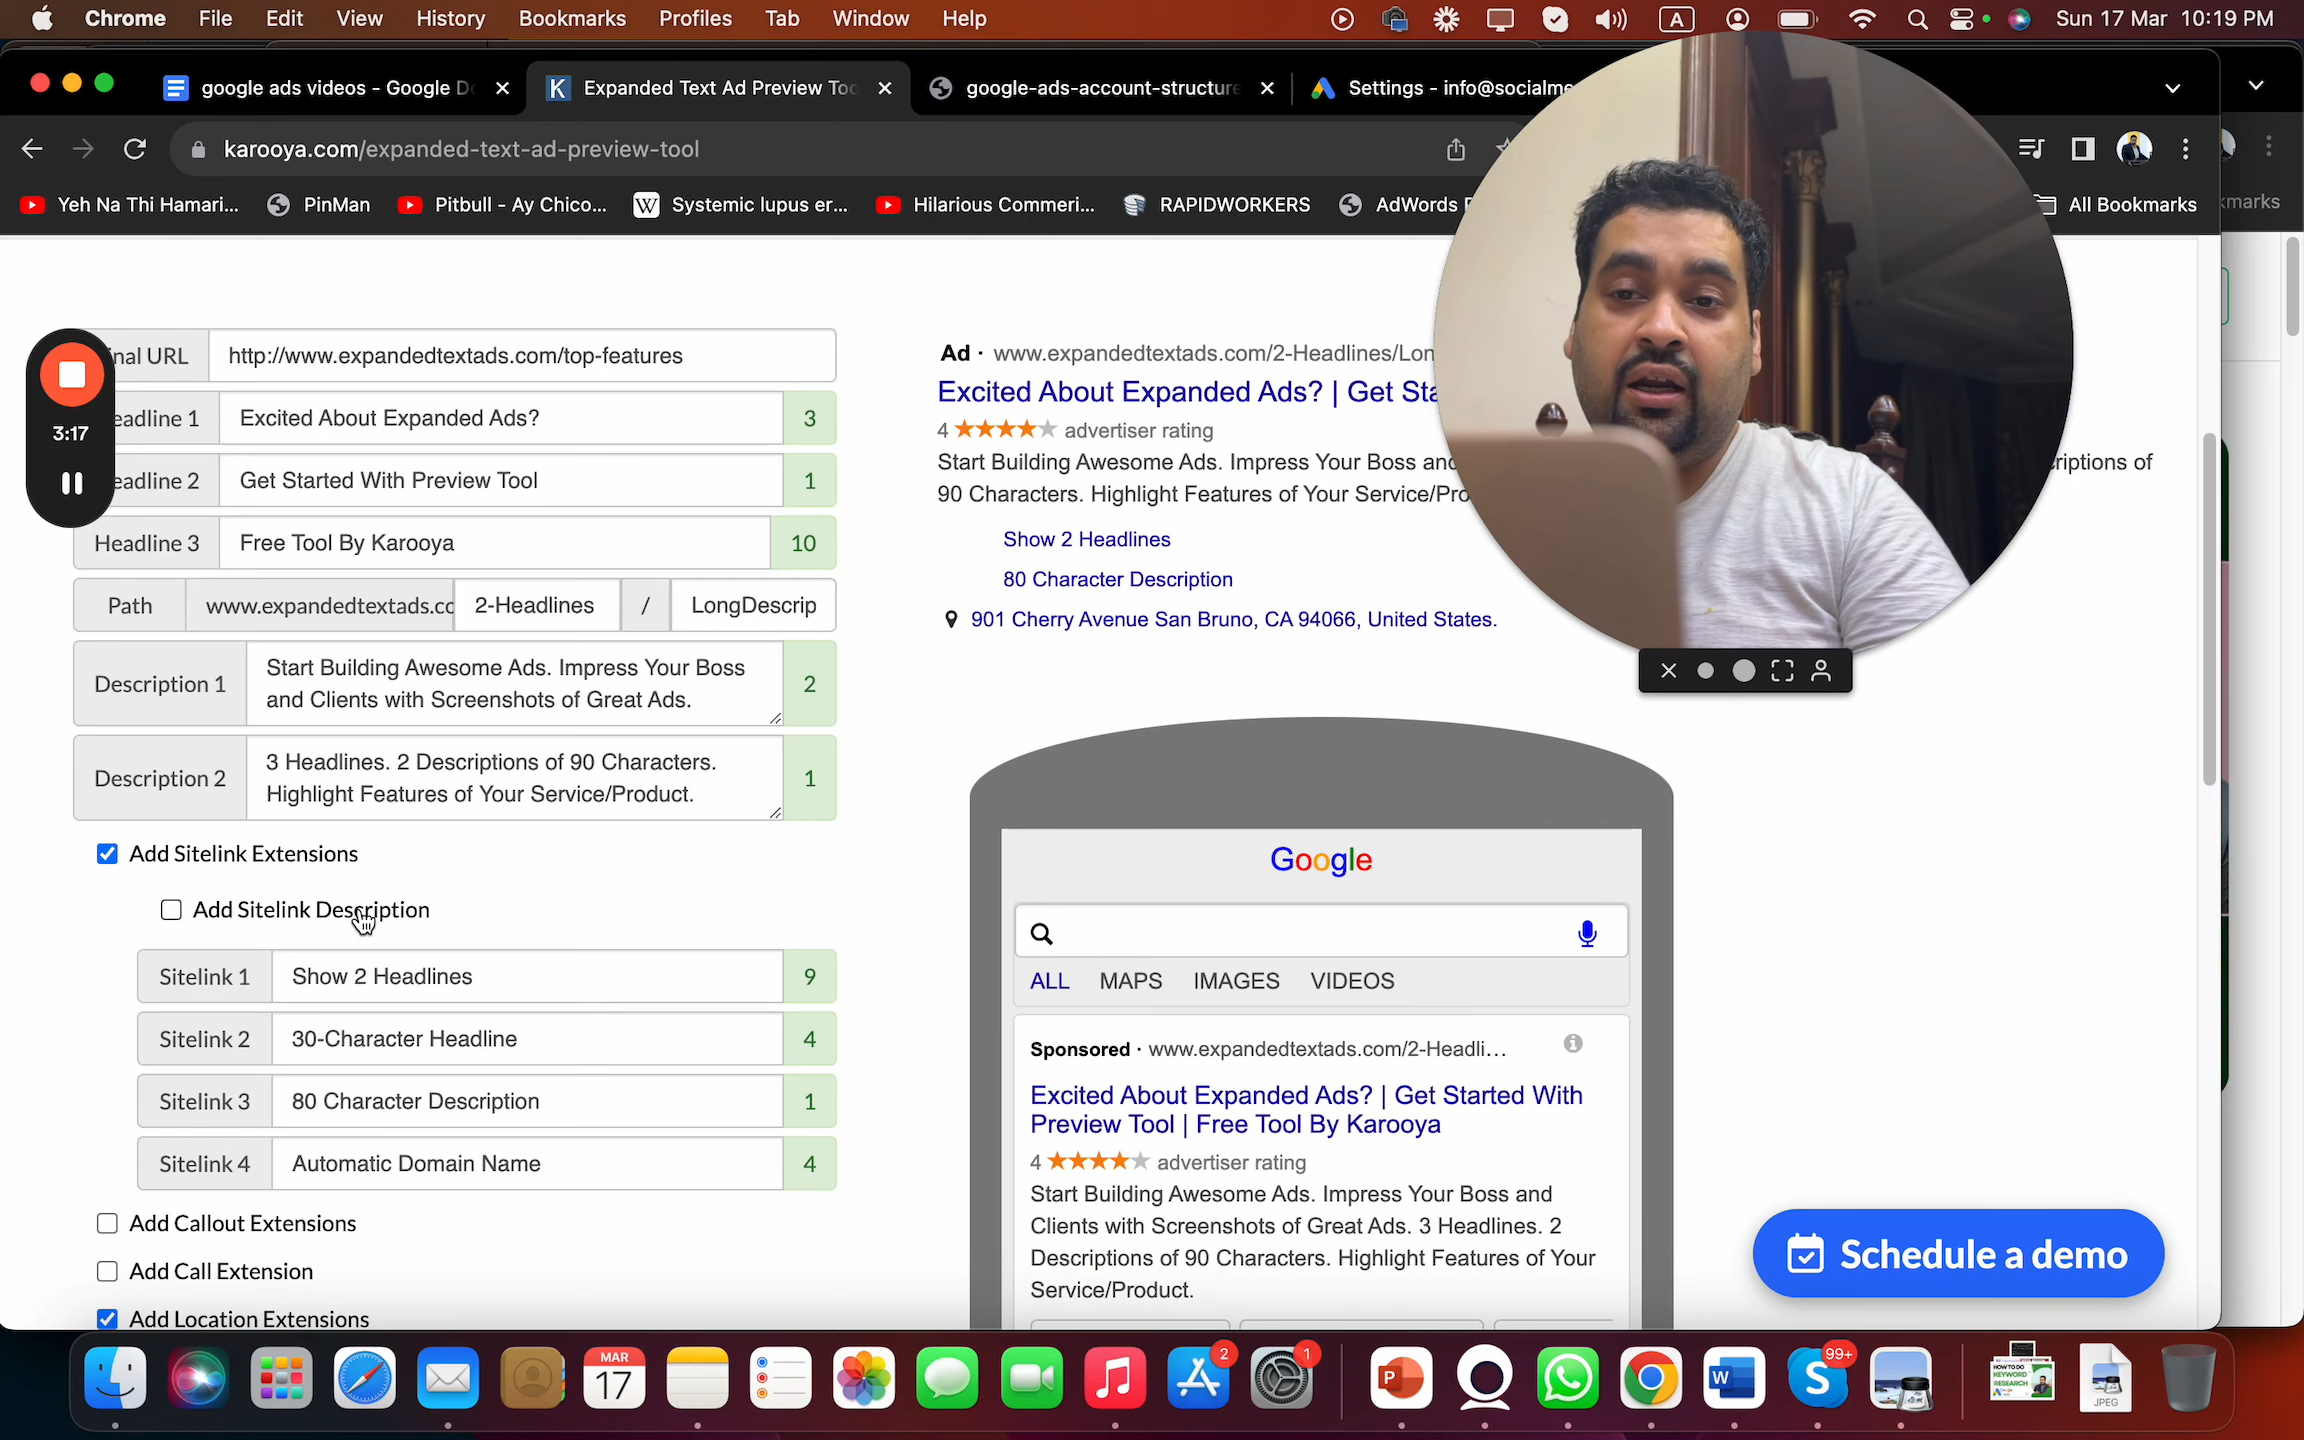 Chrome File Edit View History Bookmarks Profiles Tab Window Help
A Sun 17 Mar 10:19 PM
google ads videos - Google Do
K Expanded Text Ad Preview Too
google-ads-account-structure
Settings - info@socialme
karooya.com/expanded-text-ad-preview-tool
Yeh Na Thi Hamari...
PinMan
Pitbull - Ay Chico...
W Systemic lupus er...
Hilarious Commeri...
RAPIDWORKERS
AdWords
All Bookmarks
kmarks
3:17
inal URL http://www.expandedtextads.com/top-features
eadline 1 Excited About Expanded Ads? 3
eadline 2 Get Started With Preview Tool 1
Headline 3 Free Tool By Karooya 10
Path www.expandedtextads.cc 2-Headlines / LongDescrip
Description 1 Start Building Awesome Ads. Impress Your Boss
and Clients with Screenshots of Great Ads. 2
Description 2 3 Headlines. 2 Descriptions of 90 Characters.
Highlight Features of Your Service/Product. 1
Add Sitelink Extensions
Add Sitelink Description
Sitelink 1 Show 2 Headlines 9
Sitelink 2 30-Character Headline 4
Sitelink 3 80 Character Description 1
Sitelink 4 Automatic Domain Name 4
Add Callout Extensions
Add Call Extension
Add Location Extensions
Ad · www.expandedtextads.com/2-Headlines/Lon
Excited About Expanded Ads? | Get Sta
4 advertiser rating
Start Building Awesome Ads. Impress Your Boss and riptions of
90 Characters. Highlight Features of Your Service/Pro
Show 2 Headlines
80 Character Description
901 Cherry Avenue San Bruno, CA 94066, United States.
Google
ALL MAPS IMAGES VIDEOS
Sponsored · www.expandedtextads.com/2-Headli...
Excited About Expanded Ads? | Get Started With
Preview Tool | Free Tool By Karooya
4 advertiser rating
Start Building Awesome Ads. Impress Your Boss and
Clients with Screenshots of Great Ads. 3 Headlines. 2
Descriptions of 90 Characters. Highlight Features of Your
Service/Product.
Schedule a demo
MAR
17
2
1
P
W
S
99+
HOW TO DO
KEYWORD
RESEARCH
JPEG